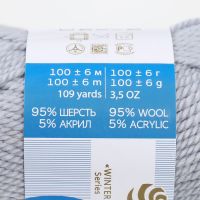 100 ± 6 м 100 ± 6 г
100 ± 6 m 100 ± 6 g
109 yards 3,5 OZ
95% ШЕРСТЬ 95% WOOL
5% АКРИЛ 5% ACRYLIC
*WINTER
Series